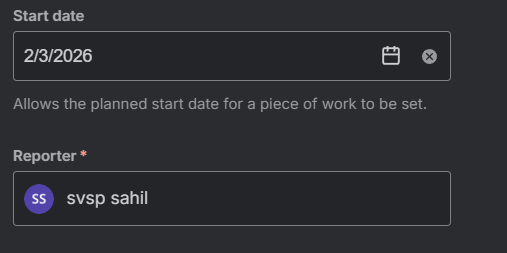 Start date
2/3/2026
Allows the planned start date for a piece of work to be set.
Reporter *
SS svsp sahil